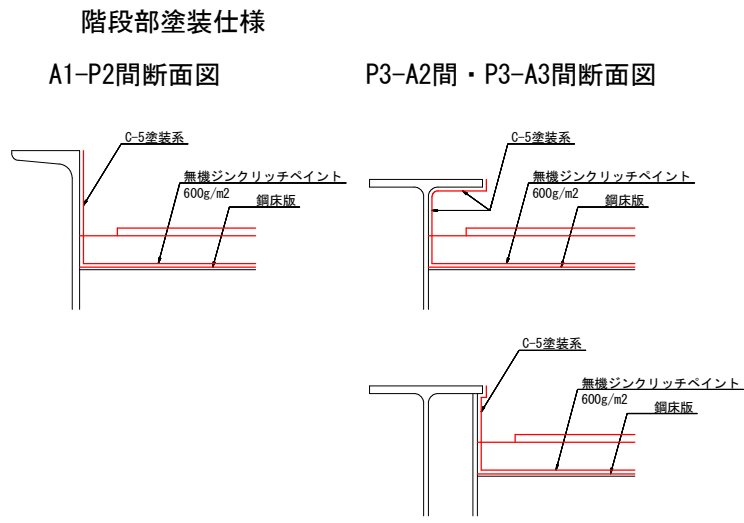 階段部塗装仕様
A1-P2間断面図
P3-A2間・P3-A3間断面図
C-5塗装系
無機ジンクリッチペイント
600g/m2
鋼床版
C-5塗装系
無機ジンクリッチペイント
600g/m2
鋼床版
C-5塗装系
無機ジンクリッチペイント
600g/m2
鋼床版